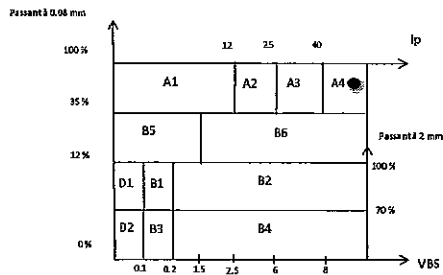 Passantà 0.08 mm
100 %
12
25
40
Ip
A1
A2
A3
A4
35 %
B5
B6
Passantà 2 mm
12 %
100%
D1
B1
B2
70 %
D2
B3
B4
0 %
0.1
0.2
1.5
2.5
6
8
VBS